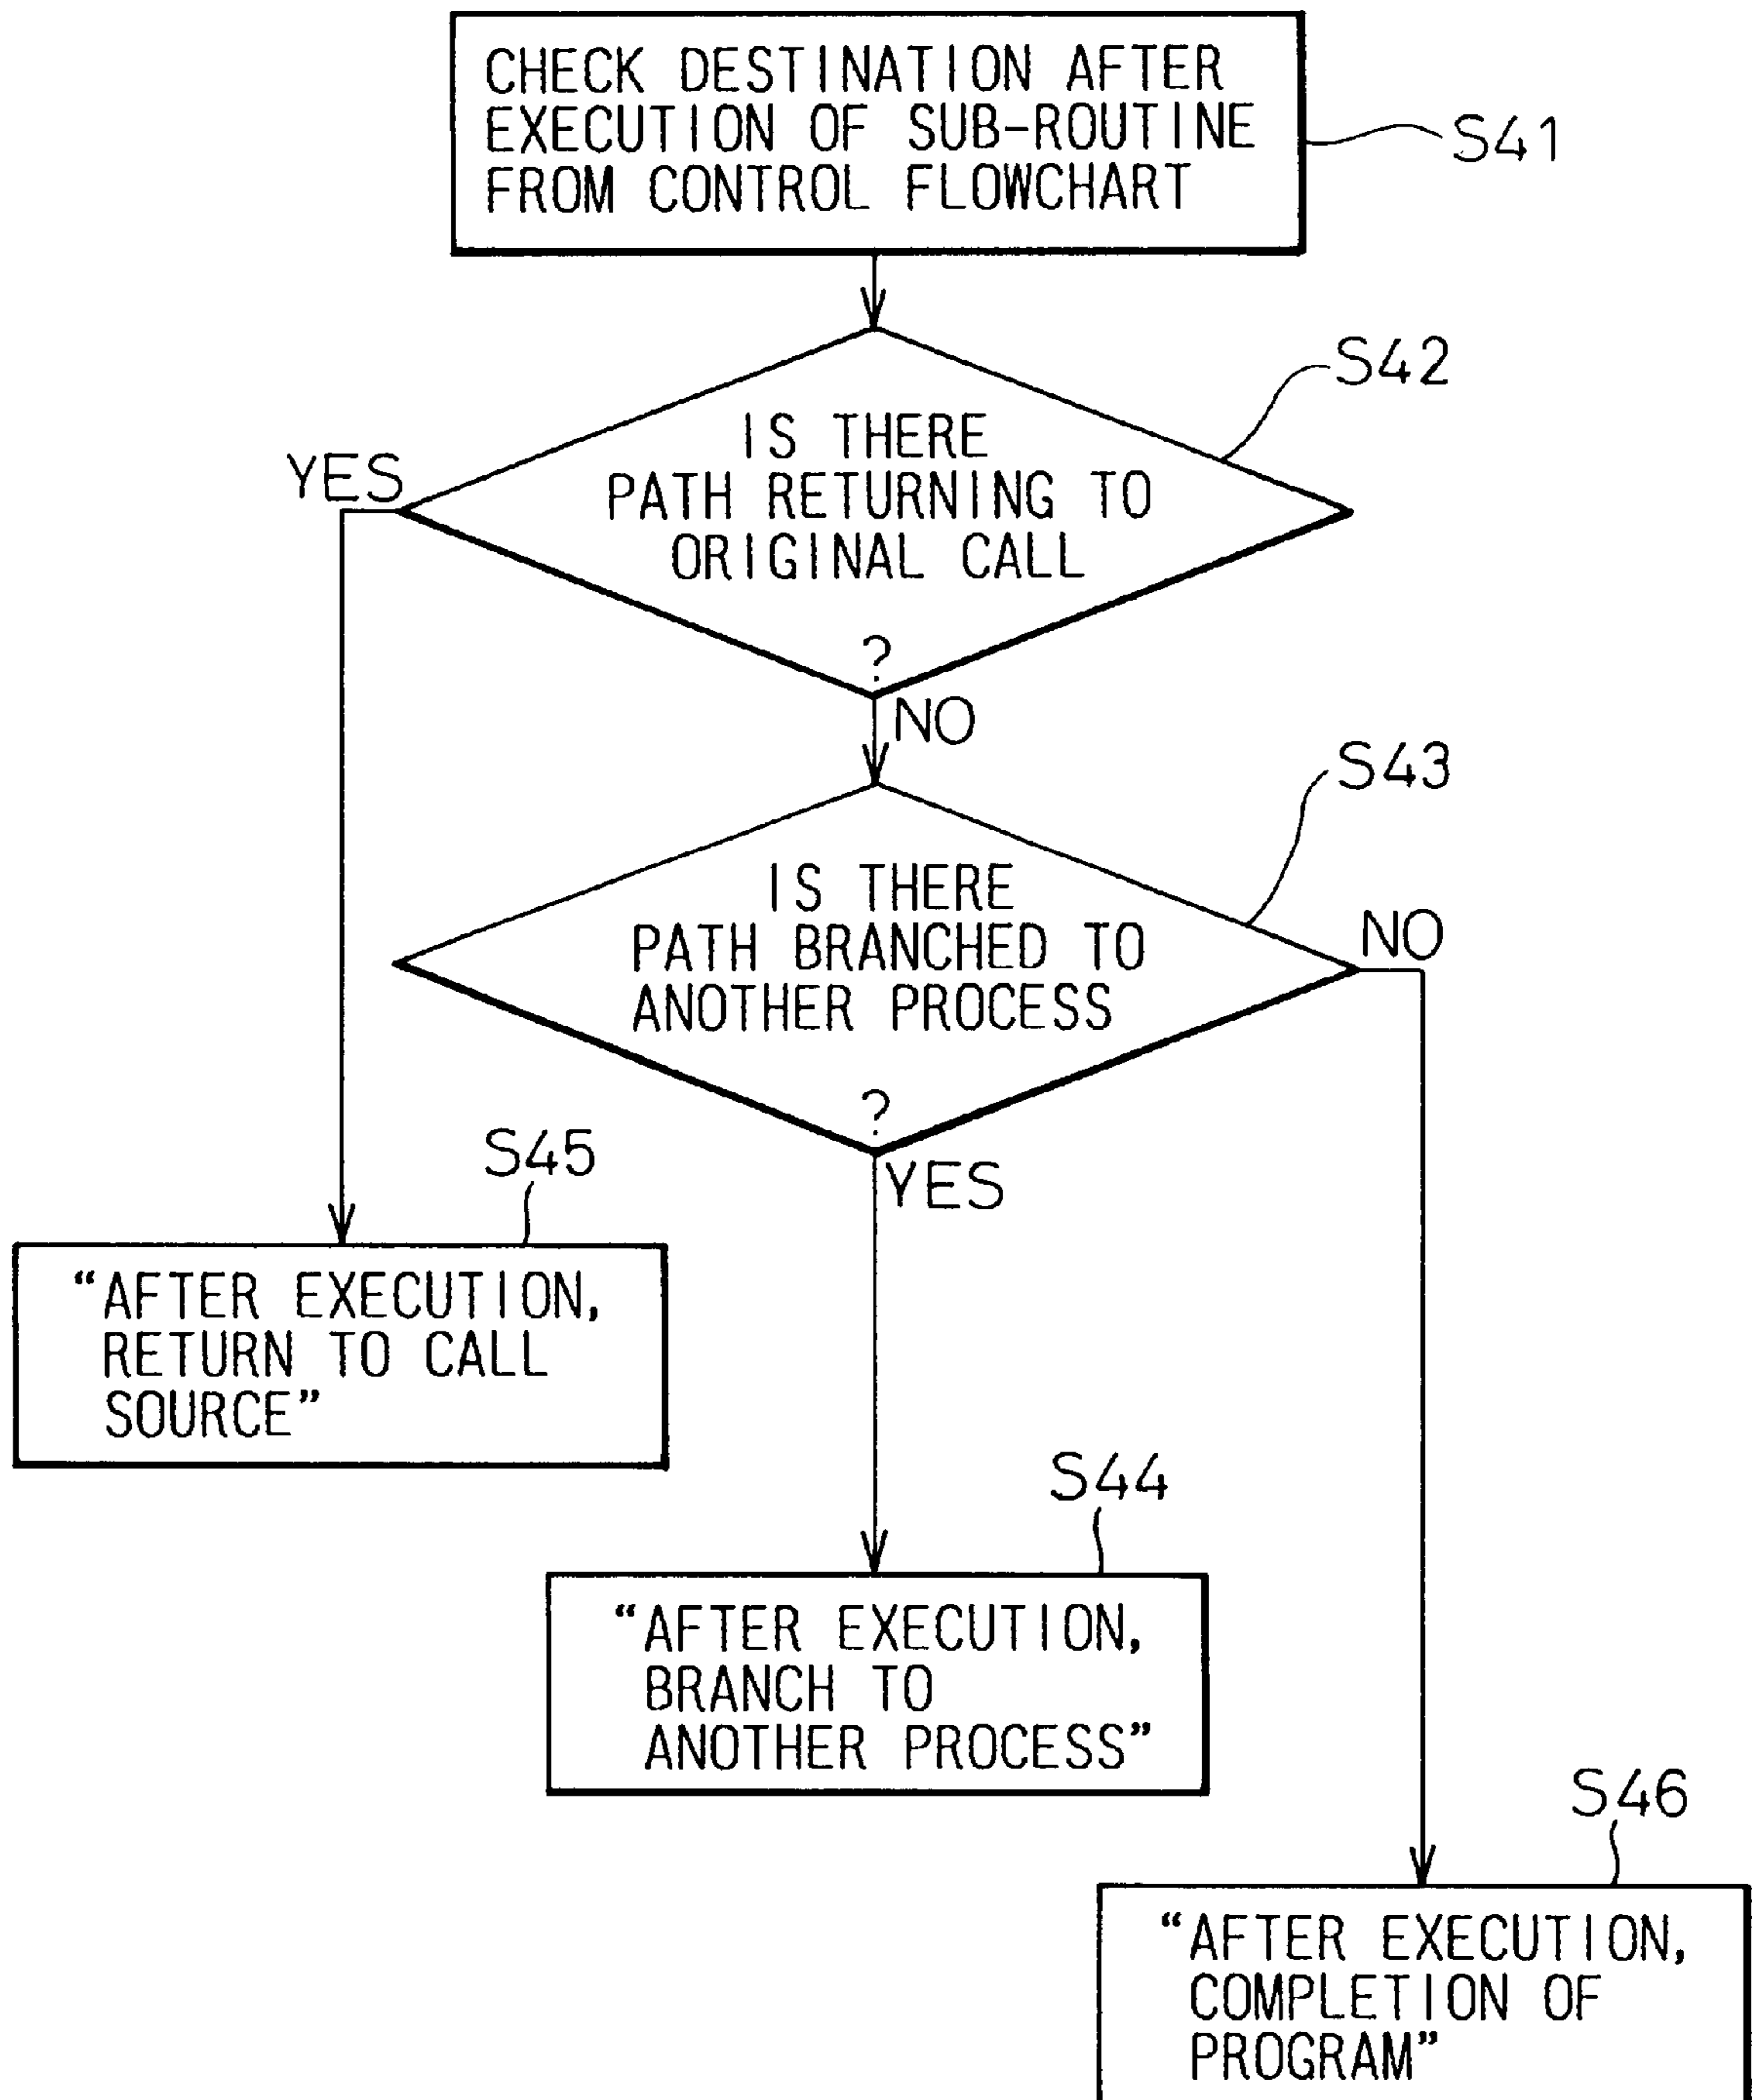 CHECK DESTINATION AFTER
EXECUTION OF SUB-ROUTINE
FROM CONTROL FLOWCHART
S41
S42
IS THERE
PATH RETURNING TO
ORIGINAL CALL
?
YES
NO
S43
IS THERE
PATH BRANCHED TO
ANOTHER PROCESS
?
NO
YES
S45
“AFTER EXECUTION,
RETURN TO CALL
SOURCE”
S44
“AFTER EXECUTION,
BRANCH TO
ANOTHER PROCESS”
S46
“AFTER EXECUTION,
COMPLETION OF
PROGRAM”